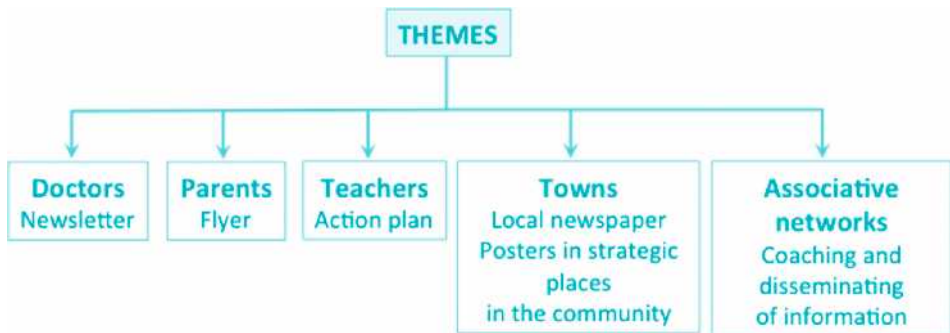 THEMES
Doctors
Newsletter
Parents
Flyer
Teachers
Action plan
Towns
Local newspaper
Posters in strategic
places
in the community
Associative
networks
Coaching and
disseminating
of information